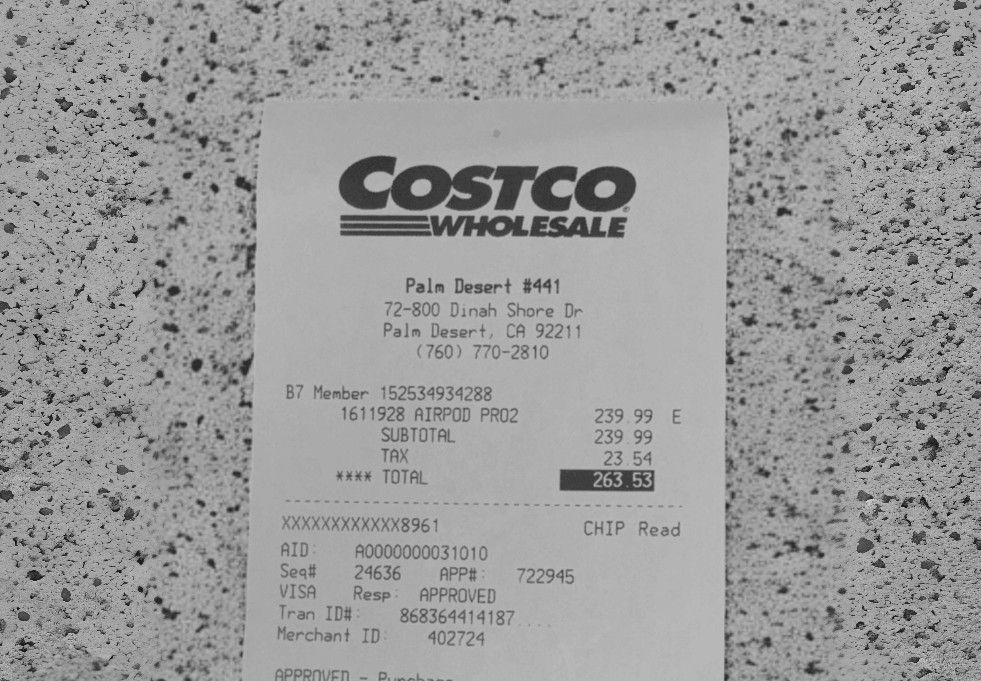 COSTCO
WHOLESALE
Palm Desert #441
72-800 Dinah Shore Dr
Palm Desert, CA 92211
(760) 770-2810
B7 Member 152534934288
1611928 AIRPOD PRO2 239.99 E
SUBTOTAL 239.99
TAX 23.54
**** TOTAL 263.53
XXXXXXXXXXXX8961 CHIP Read
AID: A0000000031010
Seq# 24636 APP#: 722945
VISA Resp: APPROVED
Tran ID#: 868364414187....
Merchant ID: 402724
APPROVED - Purchase